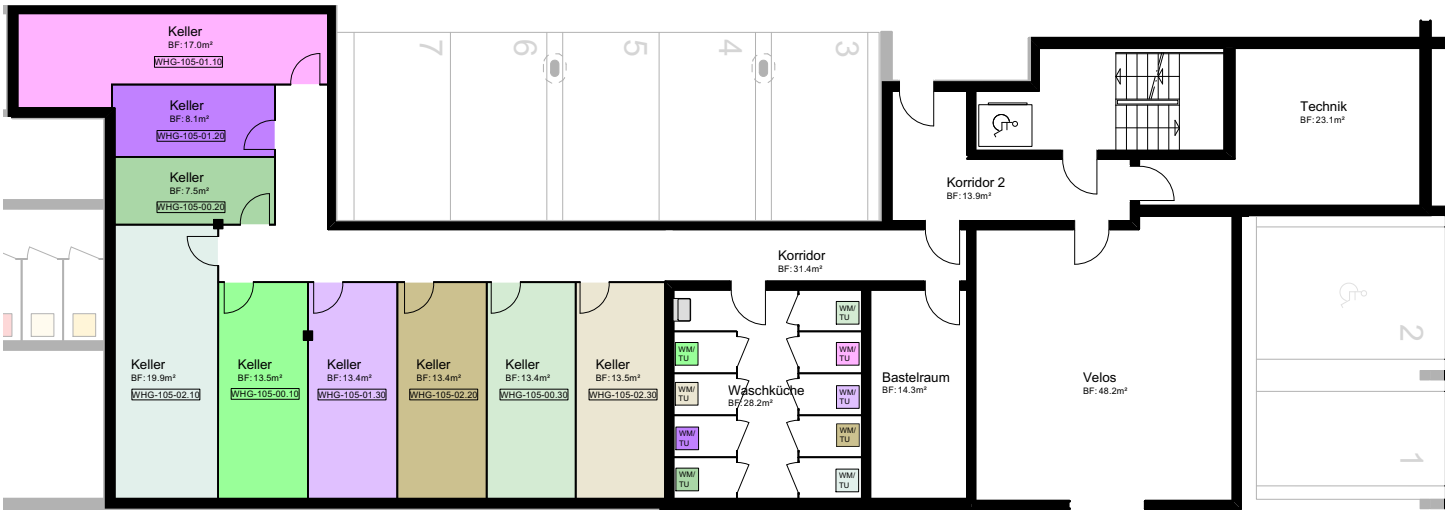 Keller
BF: 17.0m²
WHG-105-01.10
Keller
BF: 8.1m²
WHG-105-01.20
Keller
BF: 7.5m²
WHG-105-00.20
7
6
5
4
3
Technik
BF: 23.1m²
Korridor 2
BF: 13.9m²
Korridor
BF: 31.4m²
Keller
BF: 19.9m²
WHG-105-02.10
Keller
BF: 13.5m²
WHG-105-00.10
Keller
BF: 13.4m²
WHG-105-01.30
Keller
BF: 13.4m²
WHG-105-02.20
Keller
BF: 13.4m²
WHG-105-00.30
Keller
BF: 13.5m²
WHG-105-02.30
WM/
TU
WM/
TU
WM/
TU
WM/
TU
Waschküche
BF: 28.2m²
WM/
TU
WM/
TU
WM/
TU
WM/
TU
WM/
TU
Bastelraum
BF: 14.3m²
Velos
BF: 48.2m²
2
1